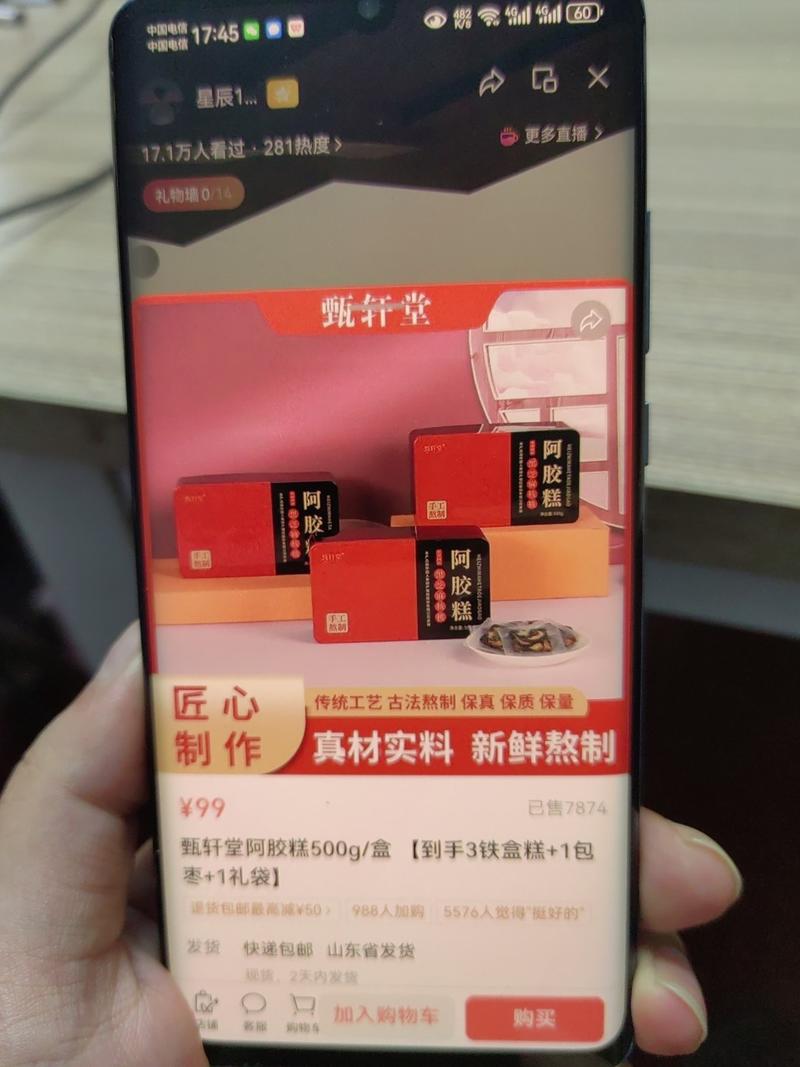 中国电信
中国电信
17:45
482
K/s
4G
4G
60
星辰1...
17.1万人看过 · 281热度 >
更多直播 >
礼物墙 0/14
甄轩堂
阿胶糕
手工
熬制
阿胶糕
手工
熬制
阿胶糕
手工
熬制
匠心
制作
传统工艺 古法熬制 保真 保质 保量
真材实料 新鲜熬制
¥99
已售7874
甄轩堂阿胶糕500g/盒 【到手3铁盒糕+1包
枣+1礼袋】
退货包邮最高减¥50 >
988人加购
5576人觉得"挺好的"
发货
快递包邮 山东省发货
现货，2天内发货
店铺
客服
购物车
加入购物车
购买